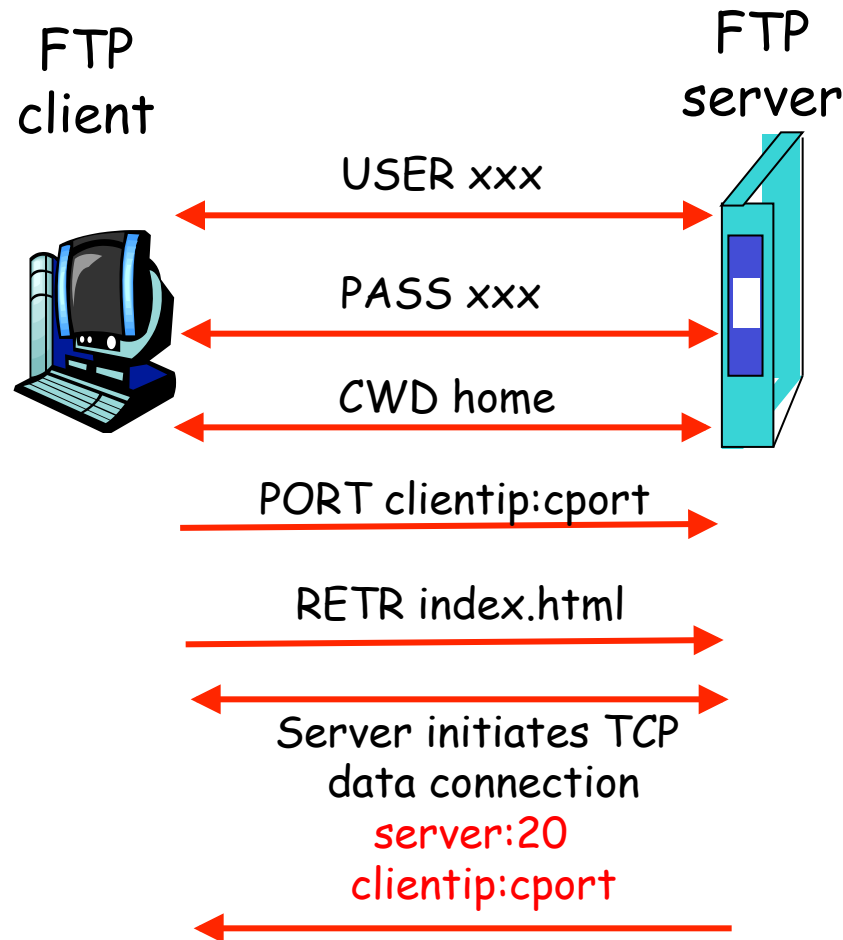 FTP
client
FTP
server
USER xxx
PASS xxx
CWD home
PORT clientip:cport
RETR index.html
Server initiates TCP
data connection
server:20
clientip:cport